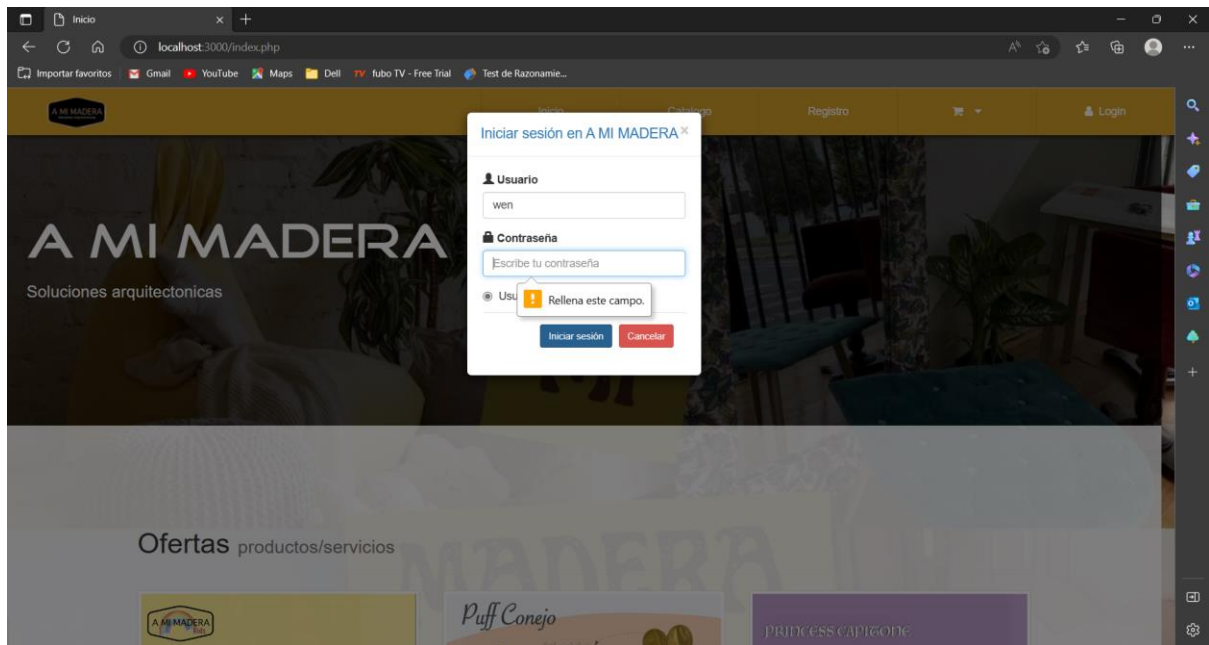 Inicio
localhost:3000/index.php
Importar favoritos Gmail YouTube Maps Dell TV fubo TV - Free Trial Test de Razonamie...
A MI MADERA Inicio Catalogo Registro Login
Iniciar sesión en A MI MADERA ×
Usuario
wen
Contraseña
Escribe tu contraseña
Usu
Rellena este campo.
Iniciar sesión Cancelar
A MI MADERA
Soluciones arquitectonicas
Ofertas productos/servicios
MADERA
A MI MADERA
Puff Conejo
PRINCESS CAPITONE